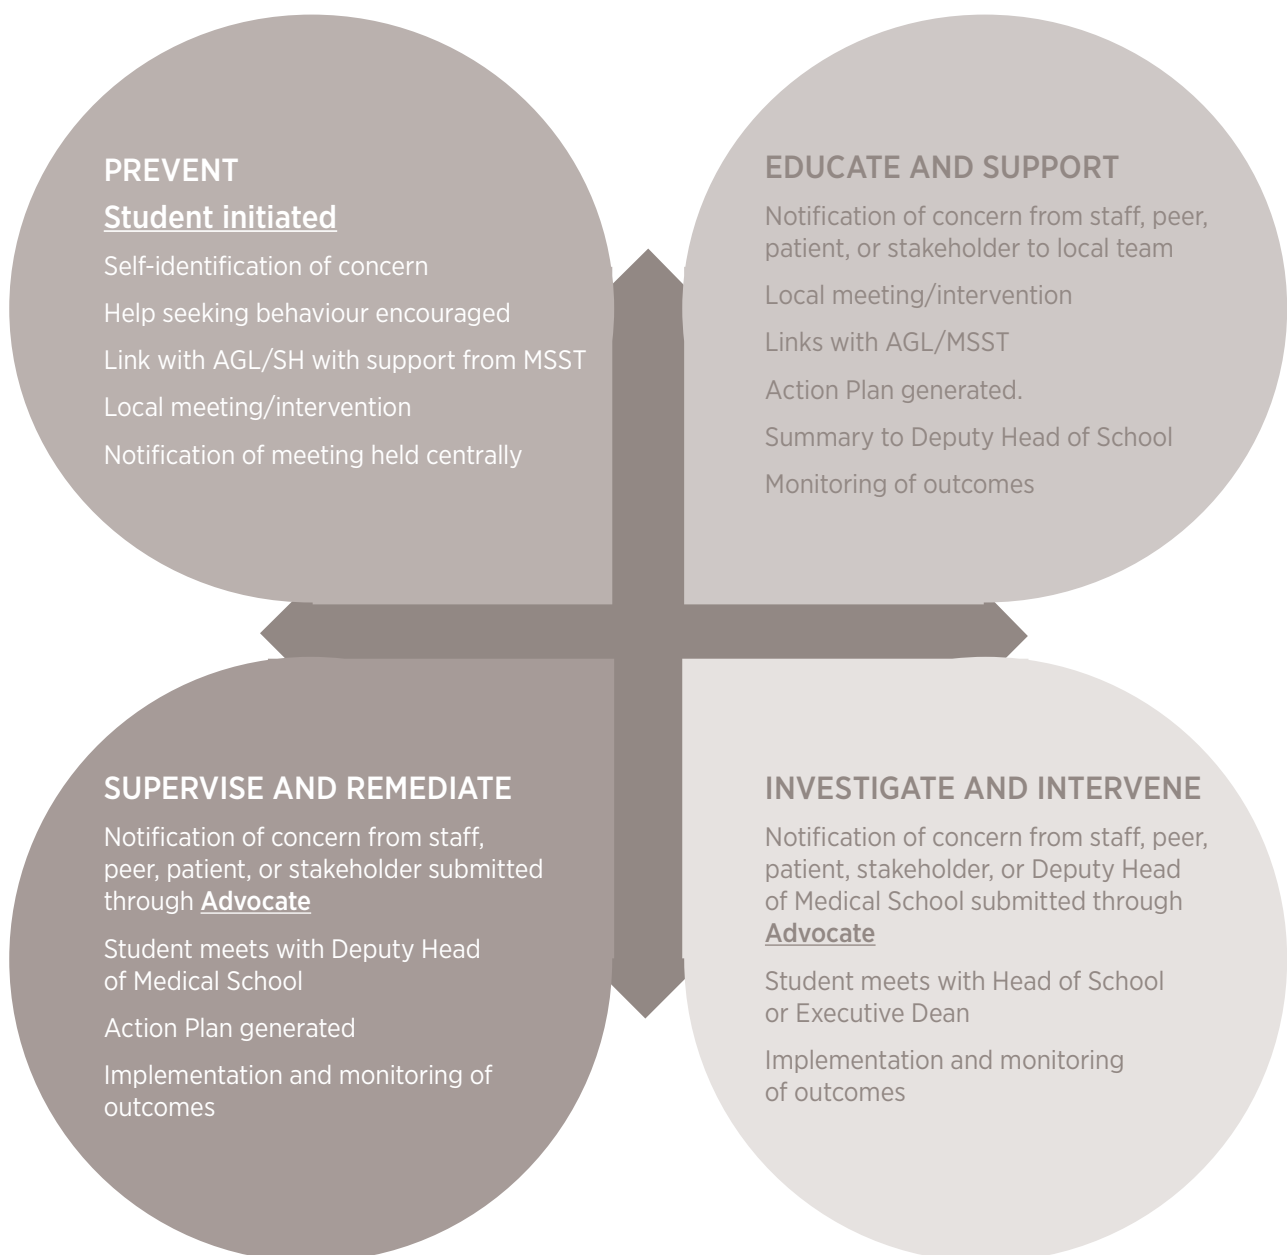 PREVENT
Student initiated
Self-identification of concern
Help seeking behaviour encouraged
Link with AGL/SH with support from MSST
Local meeting/intervention
Notification of meeting held centrally
EDUCATE AND SUPPORT
Notification of concern from staff, peer,
patient, or stakeholder to local team
Local meeting/intervention
Links with AGL/MSST
Action Plan generated.
Summary to Deputy Head of School
Monitoring of outcomes
SUPERVISE AND REMEDIATE
Notification of concern from staff,
peer, patient, or stakeholder submitted
through Advocate
Student meets with Deputy Head
of Medical School
Action Plan generated
Implementation and monitoring of
outcomes
INVESTIGATE AND INTERVENE
Notification of concern from staff, peer,
patient, stakeholder, or Deputy Head
of Medical School submitted through
Advocate
Student meets with Head of School
or Executive Dean
Implementation and monitoring
of outcomes